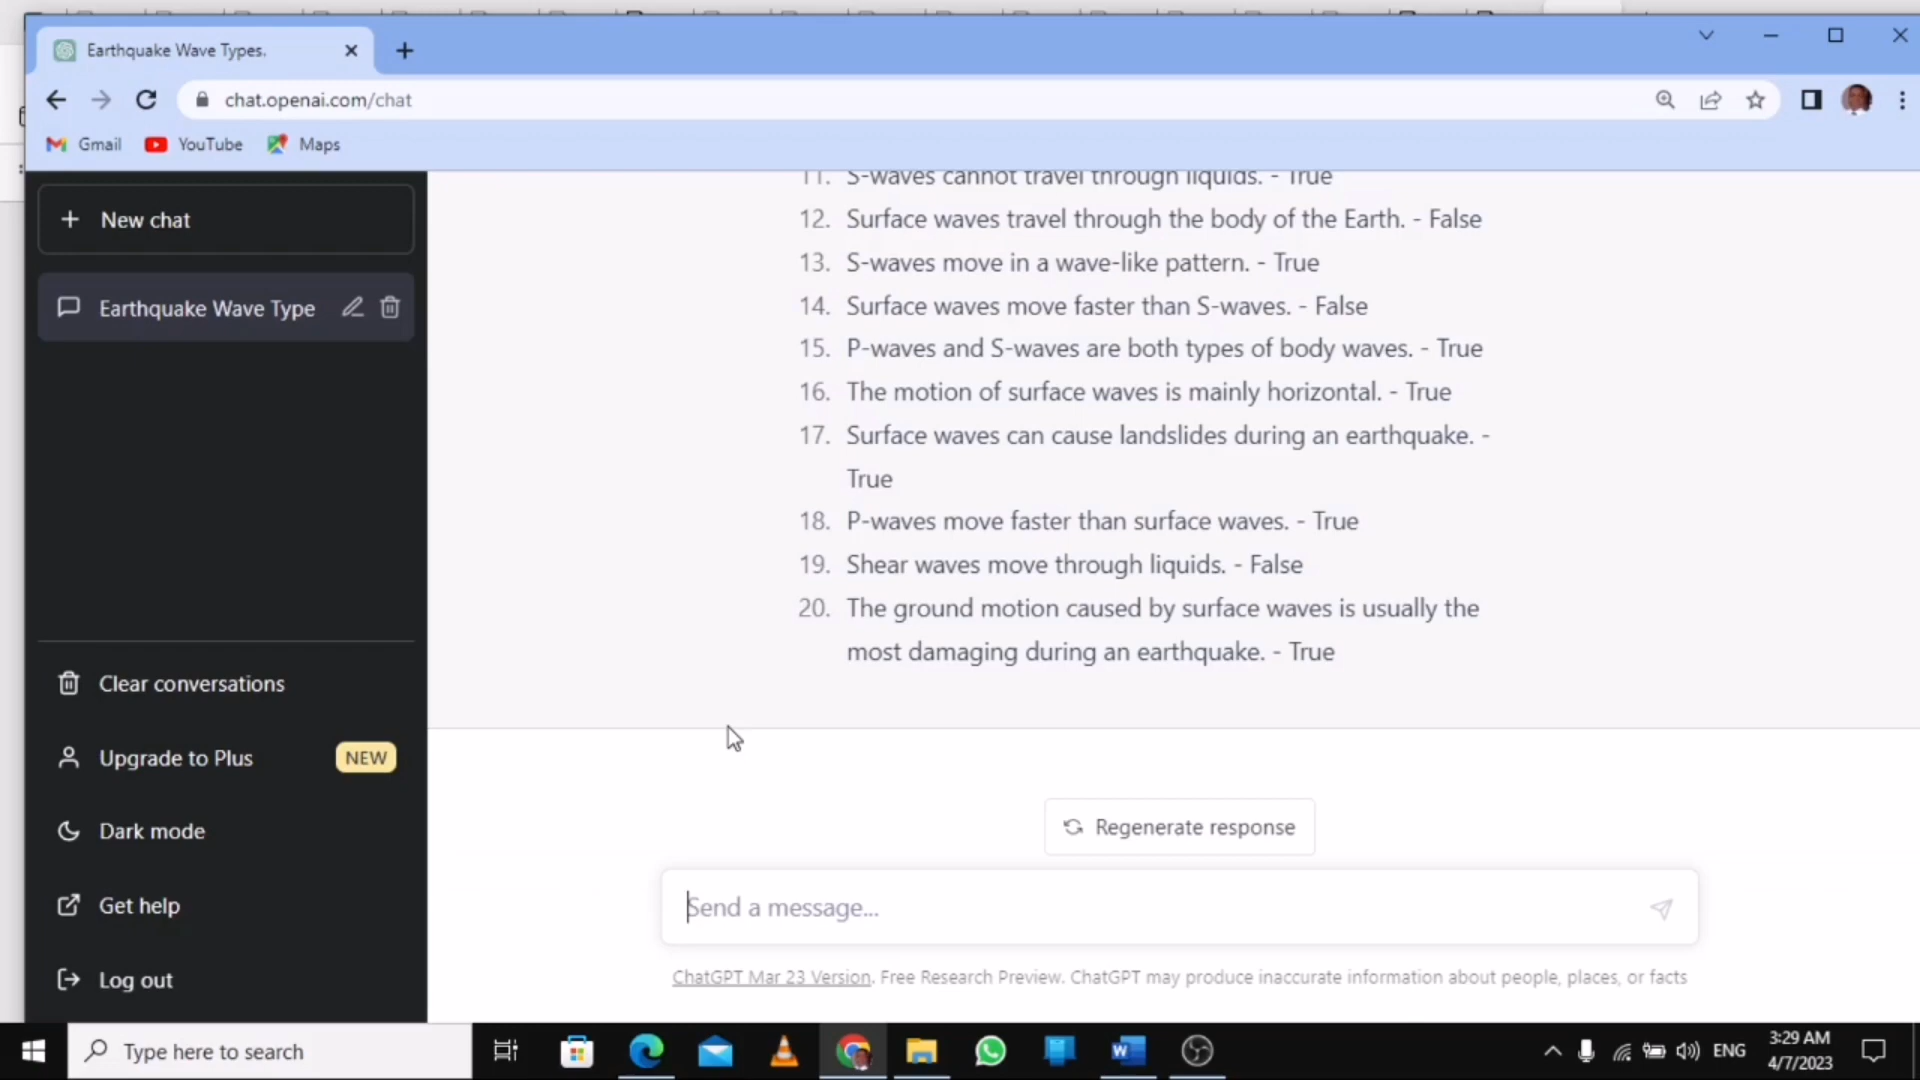 Earthquake Wave Types.
chat.openai.com/chat
Gmail
YouTube
Maps
New chat
Earthquake Wave Type
Clear conversations
Upgrade to Plus
NEW
Dark mode
Get help
Log out
11. S-waves cannot travel through liquids. - True
12. Surface waves travel through the body of the Earth. - False
13. S-waves move in a wave-like pattern. - True
14. Surface waves move faster than S-waves. - False
15. P-waves and S-waves are both types of body waves. - True
16. The motion of surface waves is mainly horizontal. - True
17. Surface waves can cause landslides during an earthquake. -
True
18. P-waves move faster than surface waves. - True
19. Shear waves move through liquids. - False
20. The ground motion caused by surface waves is usually the
most damaging during an earthquake. - True
Regenerate response
Send a message...
ChatGPT Mar 23 Version. Free Research Preview. ChatGPT may produce inaccurate information about people, places, or facts
Type here to search
W
ENG
3:29 AM
4/7/2023